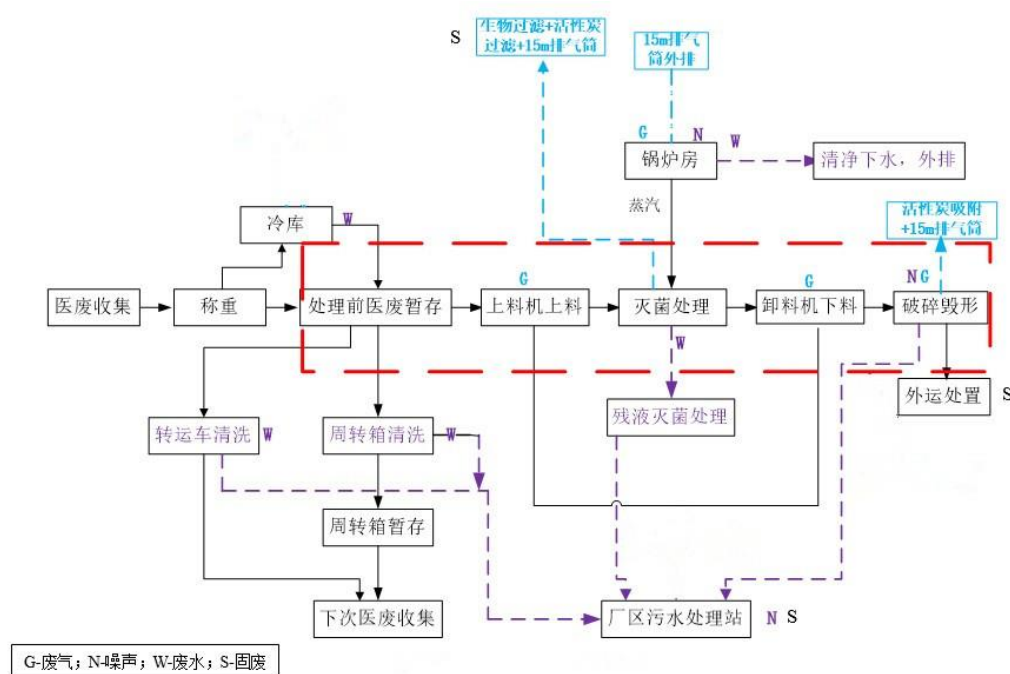 S
生物过滤+活性炭
过滤+15m排气筒
15m排气
筒外排
G
N
W
锅炉房
清净下水，外排
蒸汽
活性炭吸附
+15m排气筒
冷库
W
G
G
N G
医废收集
称重
处理前医废暂存
上料机上料
灭菌处理
卸料机下料
破碎毁形
W
外运处置
S
转运车清洗
W
周转箱清洗
W
残液灭菌处理
周转箱暂存
下次医废收集
厂区污水处理站
N
S
G-废气；N-噪声；W-废水；S-固废